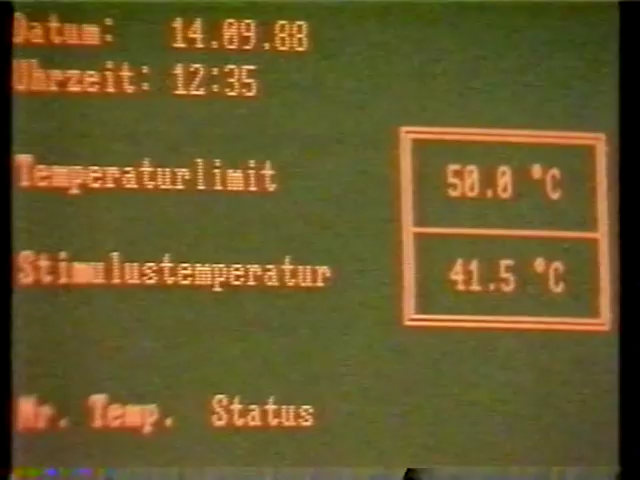 Datum: 14.09.88
Uhrzeit: 12:35
Temperaturlimit 50.0 °C
Stimulustemperatur 41.5 °C
Nr. Temp. Status